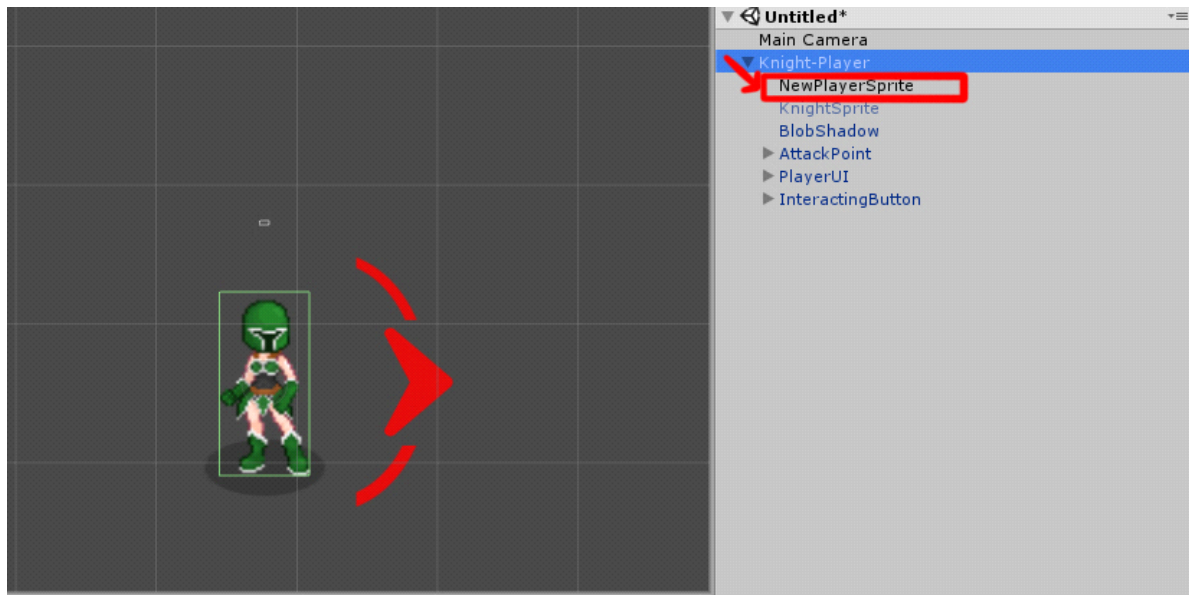 Untitled*
Main Camera
Knight-Player
NewPlayerSprite
KnightSprite
BlobShadow
AttackPoint
PlayerUI
InteractingButton